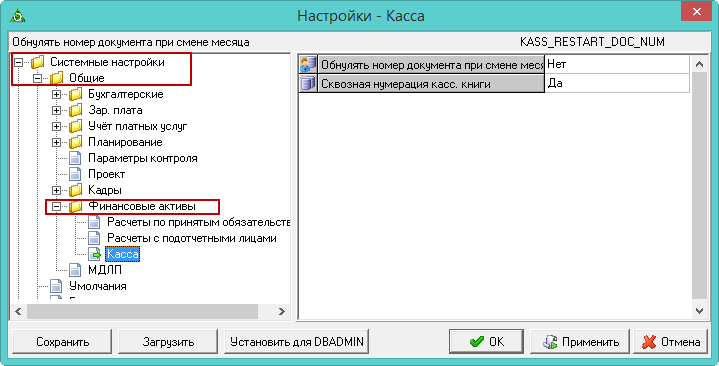 Настройки - Касса
Обнулять номер документа при смене месяца KASS_RESTART_DOC_NUM
Системные настройки
Общие
Бухгалтерские
Зар. плата
Учёт платных услуг
Планирование
Параметры контроля
Проект
Кадры
Финансовые активы
Расчеты по принятым обязательств
Расчеты с подотчетными лицами
Касса
МДЛП
Умолчания
Обнулять номер документа при смене меся Нет
Сквозная нумерация касс. книги Да
Сохранить Загрузить Установить для DBADMIN OK Применить Отмена